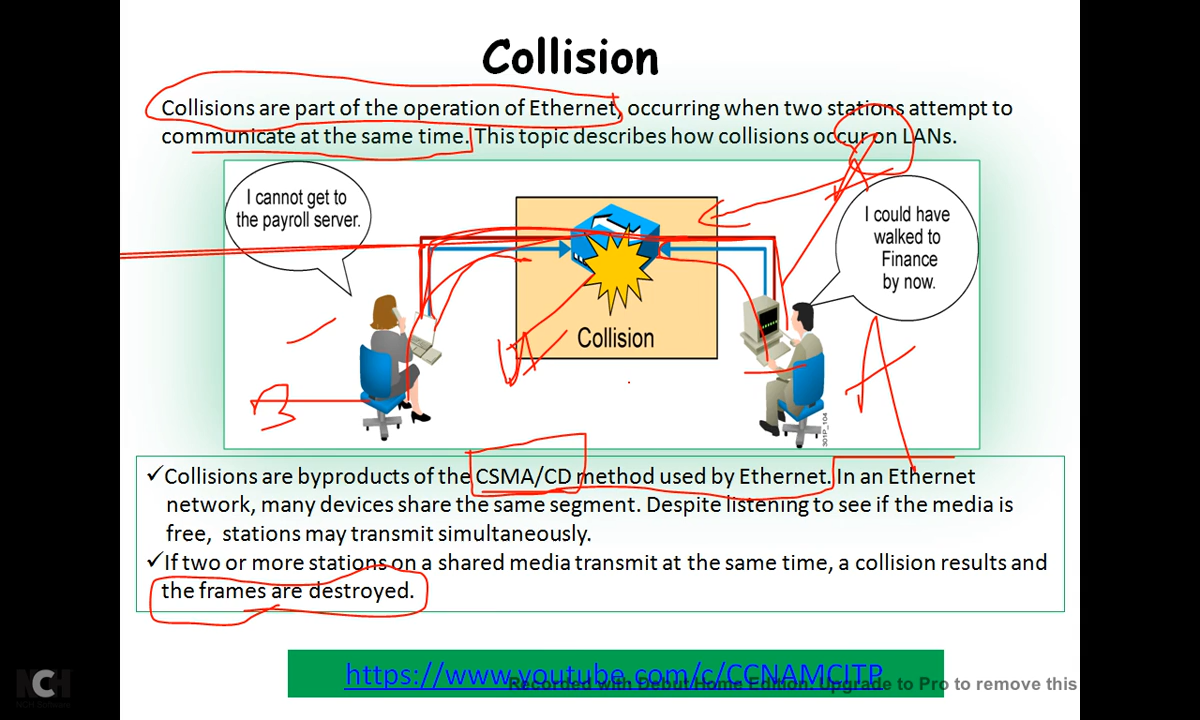 Collision
Collisions are part of the operation of Ethernet, occurring when two stations attempt to
communicate at the same time. This topic describes how collisions occur on LANs.
I cannot get to
the payroll server.
I could have
walked to
Finance
by now.
Collision
B
A
301P_104
✓Collisions are byproducts of the CSMA/CD method used by Ethernet. In an Ethernet
network, many devices share the same segment. Despite listening to see if the media is
free, stations may transmit simultaneously.
✓If two or more stations on a shared media transmit at the same time, a collision results and
the frames are destroyed.
https://www.youtube.com/c/CCNAMCITP
Recorded with Debut Home Edition. Upgrade to Pro to remove this
NCH
NCH Software